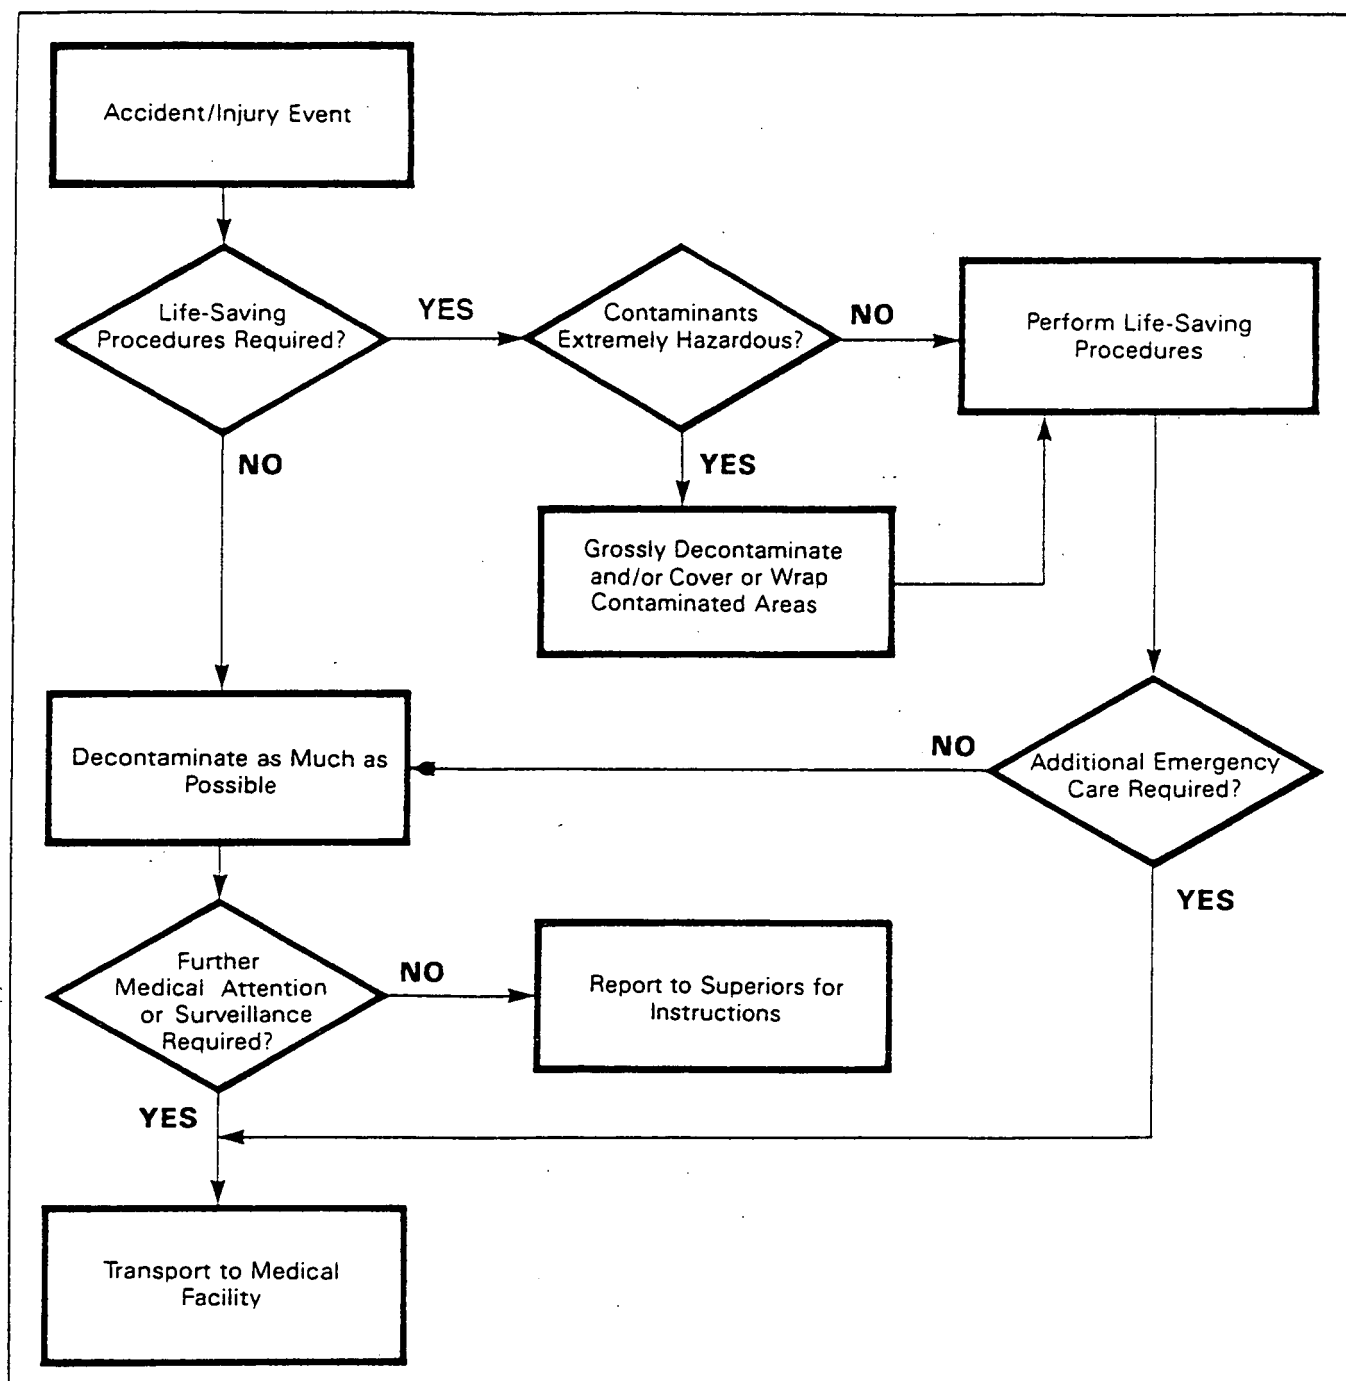 Accident/Injury Event
Life-Saving
Procedures Required?
YES
Contaminants
Extremely Hazardous?
NO
Perform Life-Saving
Procedures
NO
YES
Grossly Decontaminate
and/or Cover or Wrap
Contaminated Areas
Decontaminate as Much as
Possible
NO
Additional Emergency
Care Required?
YES
Further
Medical Attention
or Surveillance
Required?
NO
Report to Superiors for
Instructions
YES
Transport to Medical
Facility